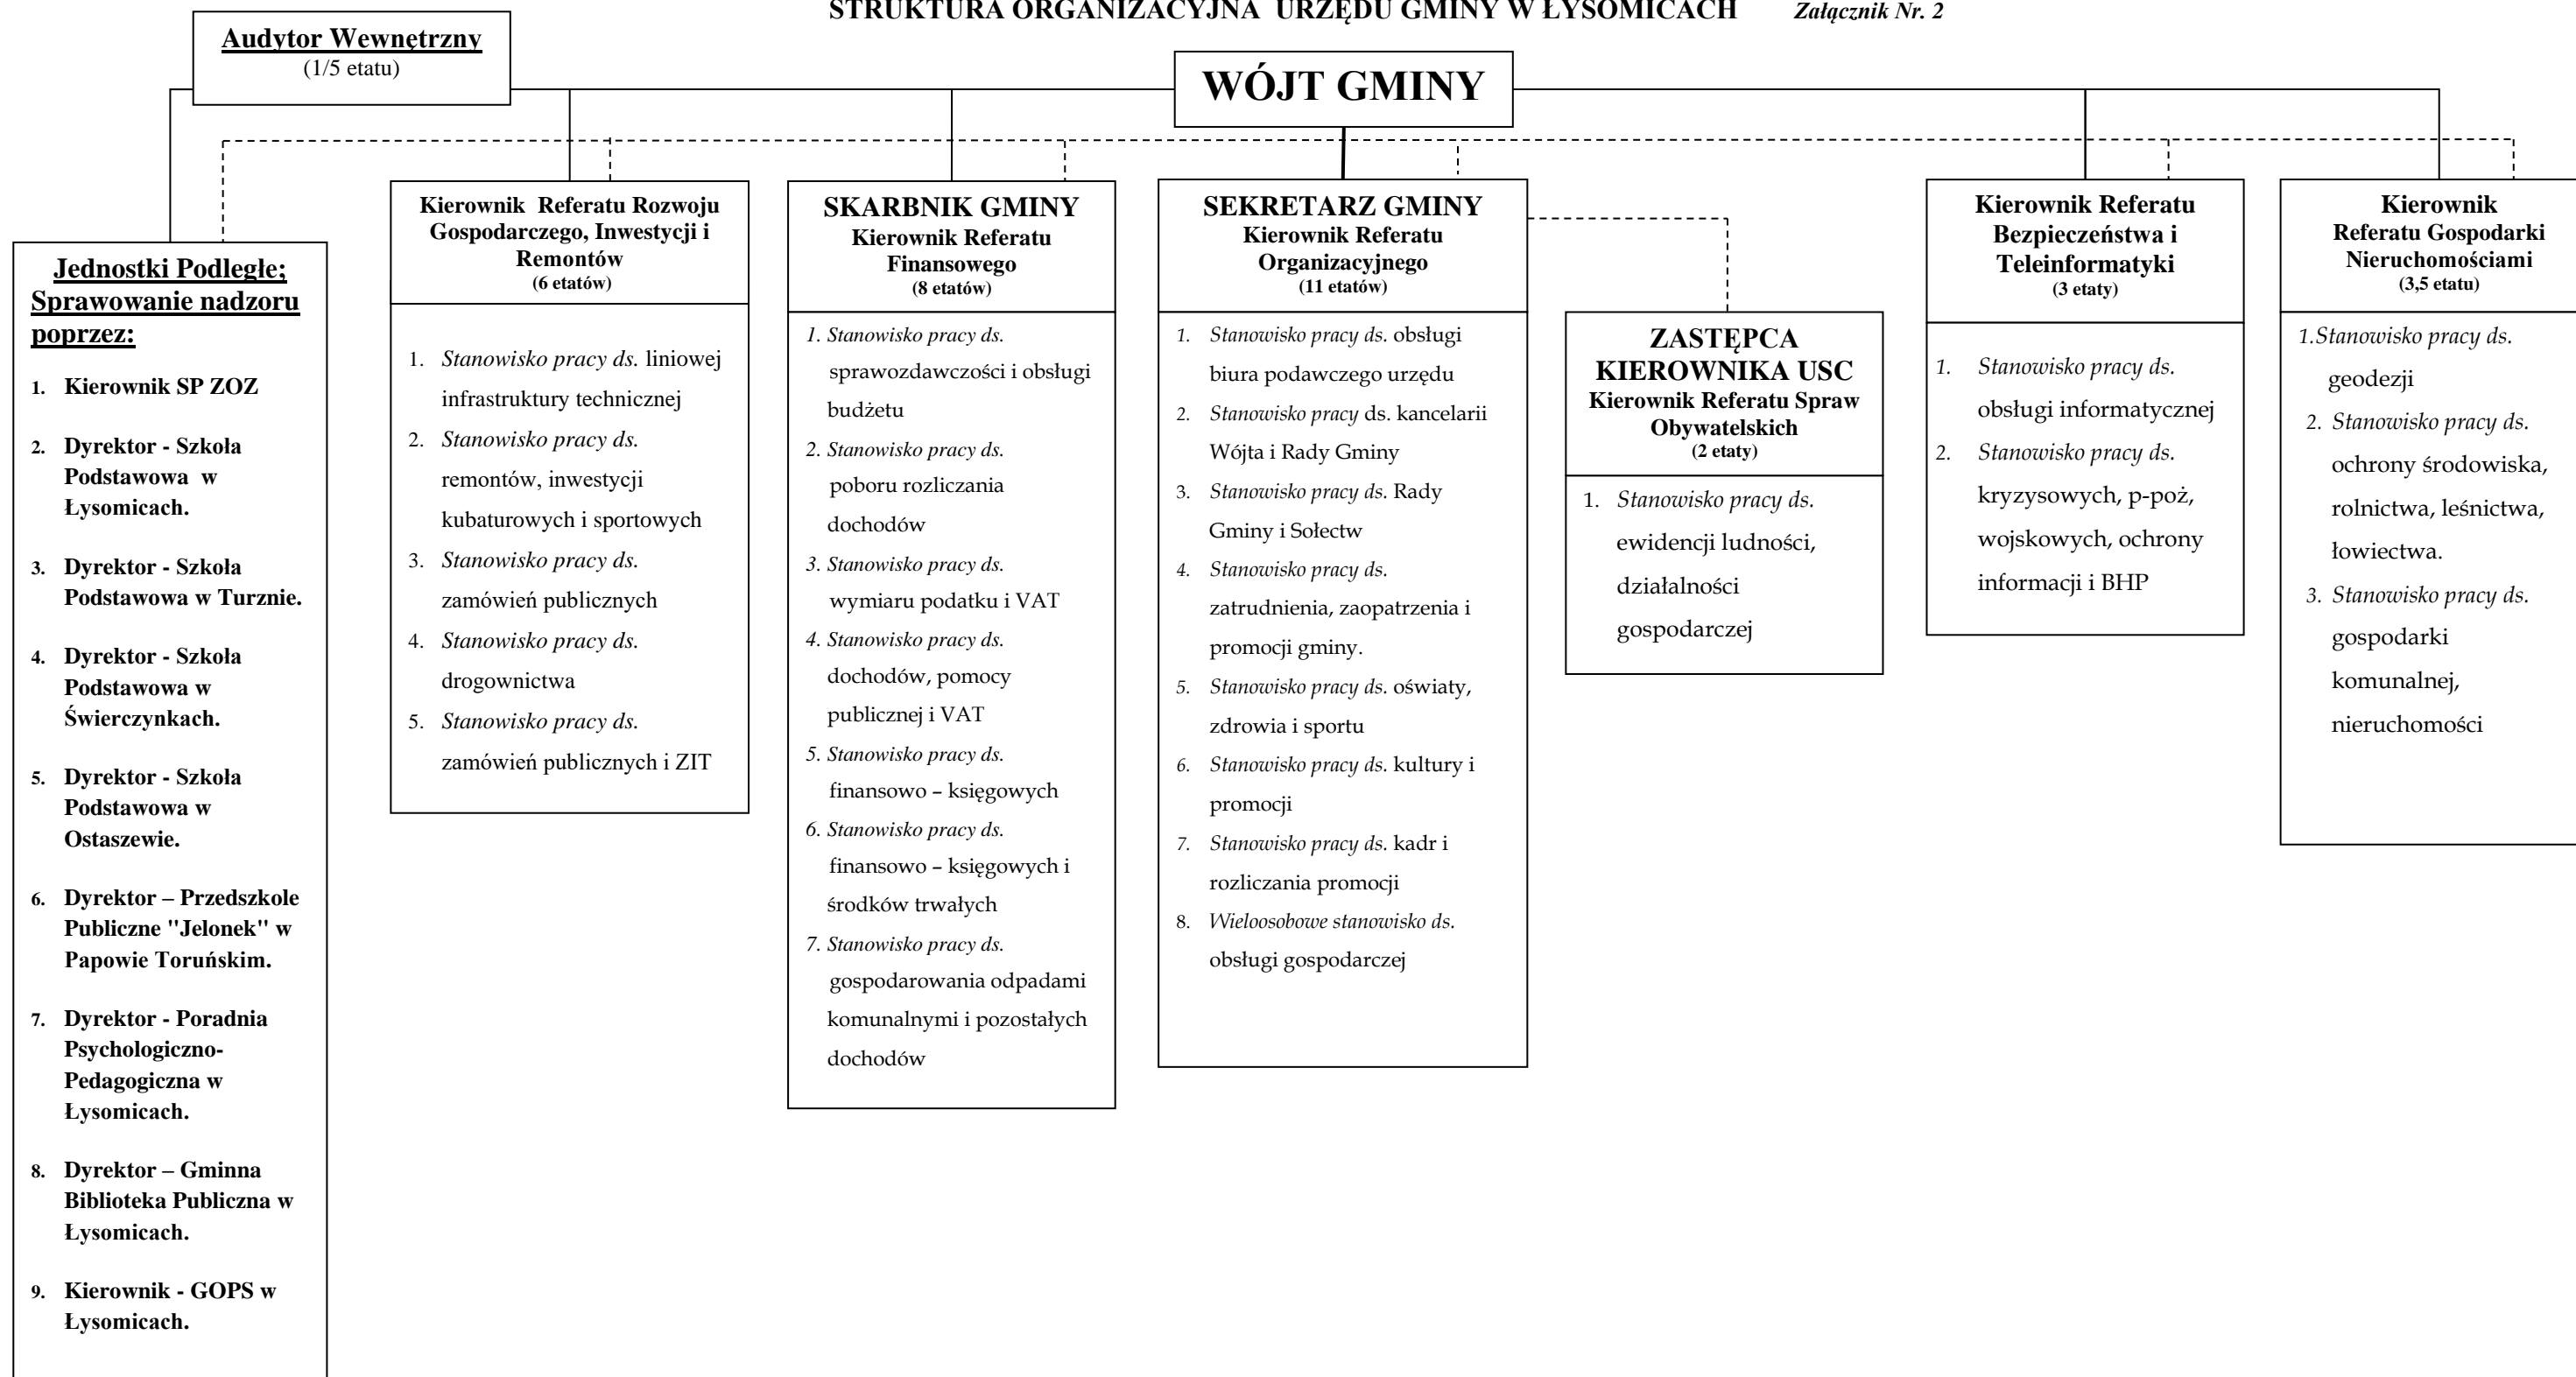 STRUKTURA ORGANIZACYJNA URZĘDU GMINY W ŁYSOMICACH Załącznik Nr. 2
Audytor Wewnętrzny
(1/5 etatu)
WÓJT GMINY
Jednostki Podległe;
Sprawowanie nadzoru
poprzez:
1. Kierownik SP ZOZ
2. Dyrektor - Szkoła
Podstawowa w
Łysomicach.
3. Dyrektor - Szkoła
Podstawowa w Turznie.
4. Dyrektor - Szkoła
Podstawowa w
Świerczynkach.
5. Dyrektor - Szkoła
Podstawowa w
Ostaszewie.
6. Dyrektor – Przedszkole
Publiczne "Jelonek" w
Papowie Toruńskim.
7. Dyrektor - Poradnia
Psychologiczno-
Pedagogiczna w
Łysomicach.
8. Dyrektor – Gminna
Biblioteka Publiczna w
Łysomicach.
9. Kierownik - GOPS w
Łysomicach.
Kierownik Referatu Rozwoju
Gospodarczego, Inwestycji i
Remontów
(6 etatów)
1. Stanowisko pracy ds. liniowej
infrastruktury technicznej
2. Stanowisko pracy ds.
remontów, inwestycji
kubaturowych i sportowych
3. Stanowisko pracy ds.
zamówień publicznych
4. Stanowisko pracy ds.
drogownictwa
5. Stanowisko pracy ds.
zamówień publicznych i ZIT
SKARBNIK GMINY
Kierownik Referatu
Finansowego
(8 etatów)
1. Stanowisko pracy ds.
sprawozdawczości i obsługi
budżetu
2. Stanowisko pracy ds.
poboru rozliczania
dochodów
3. Stanowisko pracy ds.
wymiaru podatku i VAT
4. Stanowisko pracy ds.
dochodów, pomocy
publicznej i VAT
5. Stanowisko pracy ds.
finansowo – księgowych
6. Stanowisko pracy ds.
finansowo – księgowych i
środków trwałych
7. Stanowisko pracy ds.
gospodarowania odpadami
komunalnymi i pozostałych
dochodów
SEKRETARZ GMINY
Kierownik Referatu
Organizacyjnego
(11 etatów)
1. Stanowisko pracy ds. obsługi
biura podawczego urzędu
2. Stanowisko pracy ds. kancelarii
Wójta i Rady Gminy
3. Stanowisko pracy ds. Rady
Gminy i Sołectw
4. Stanowisko pracy ds.
zatrudnienia, zaopatrzenia i
promocji gminy.
5. Stanowisko pracy ds. oświaty,
zdrowia i sportu
6. Stanowisko pracy ds. kultury i
promocji
7. Stanowisko pracy ds. kadr i
rozliczania promocji
8. Wieloosobowe stanowisko ds.
obsługi gospodarczej
ZASTĘPCA
KIEROWNIKA USC
Kierownik Referatu Spraw
Obywatelskich
(2 etaty)
1. Stanowisko pracy ds.
ewidencji ludności,
działalności
gospodarczej
Kierownik Referatu
Bezpieczeństwa i
Teleinformatyki
(3 etaty)
1. Stanowisko pracy ds.
obsługi informatycznej
2. Stanowisko pracy ds.
kryzysowych, p-poż,
wojskowych, ochrony
informacji i BHP
Kierownik
Referatu Gospodarki
Nieruchomościami
(3,5 etatu)
1.Stanowisko pracy ds.
geodezji
2. Stanowisko pracy ds.
ochrony środowiska,
rolnictwa, leśnictwa,
łowiectwa.
3. Stanowisko pracy ds.
gospodarki
komunalnej,
nieruchomości